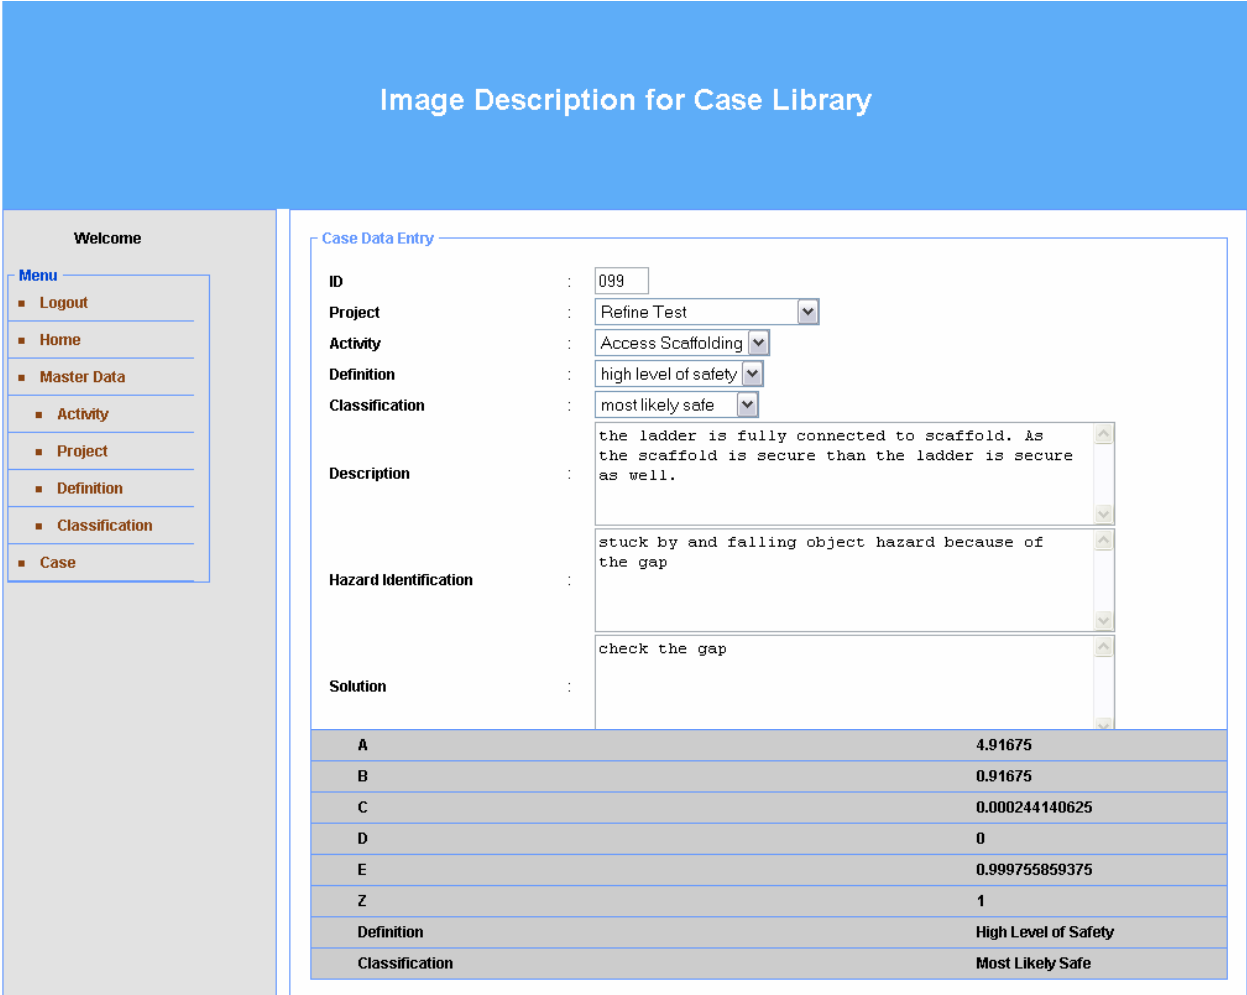 Image Description for Case Library
Welcome
Menu
Logout
Home
Master Data
Activity
Project
Definition
Classification
Case
Case Data Entry
ID : 099
Project : Refine Test
Activity : Access Scaffolding
Definition : high level of safety
Classification : most likely safe
Description :
the ladder is fully connected to scaffold. As
the scaffold is secure than the ladder is secure
as well.
Hazard Identification :
stuck by and falling object hazard because of
the gap
Solution :
check the gap
A 4.91675
B 0.91675
C 0.000244140625
D 0
E 0.999755859375
Z 1
Definition High Level of Safety
Classification Most Likely Safe